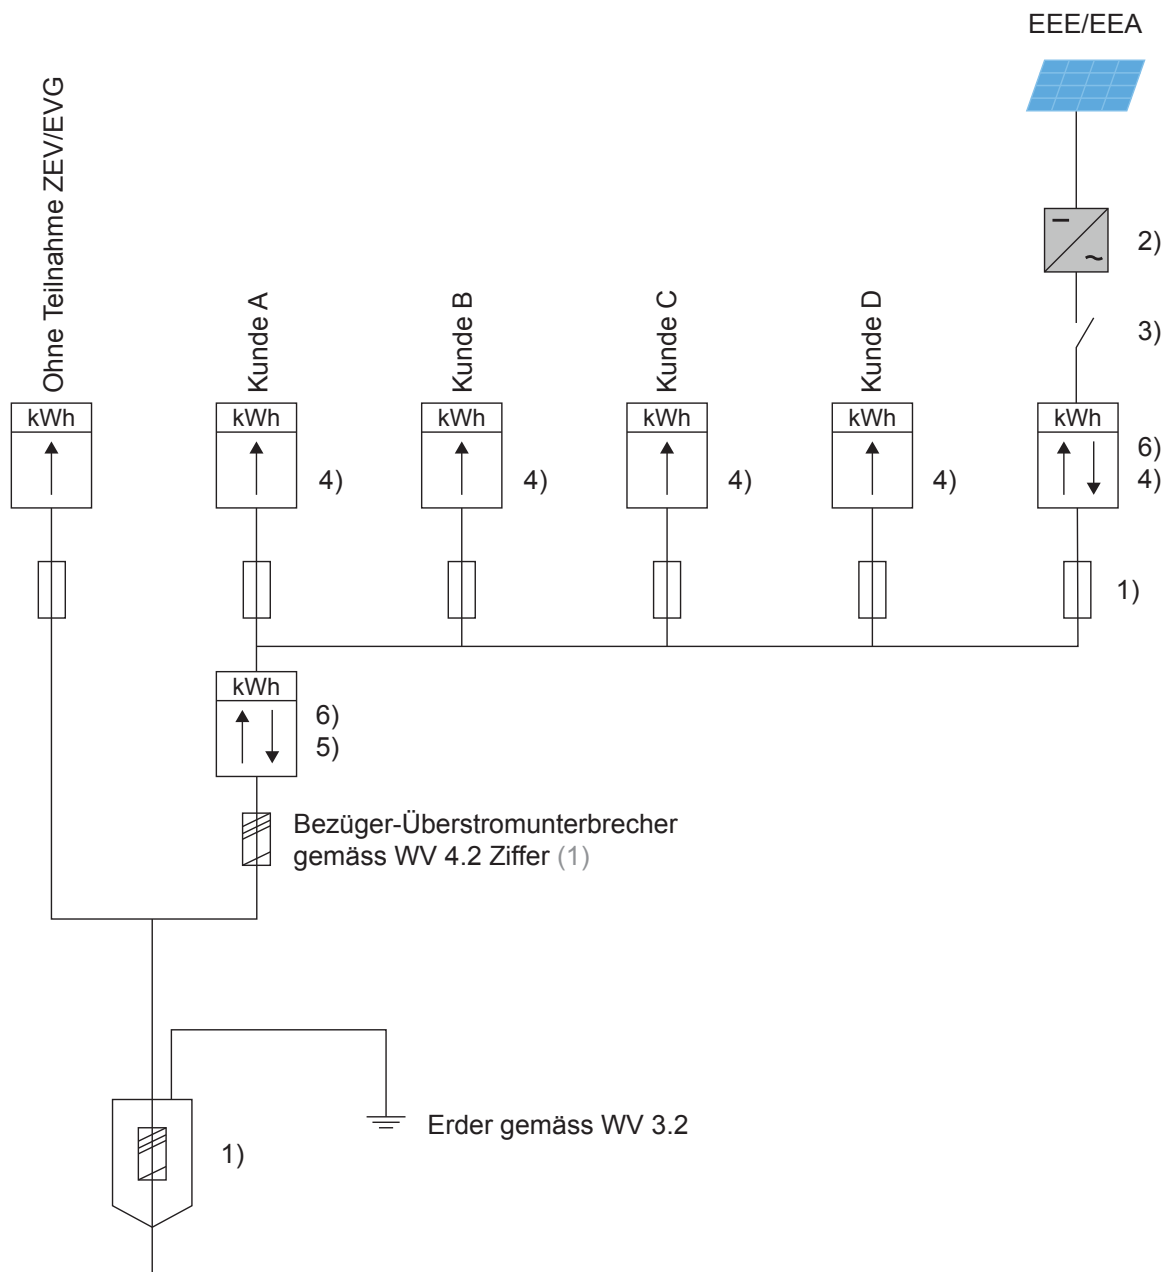 EEE/EEA
Ohne Teilnahme ZEV/EVG
2)
Kunde A
Kunde B
Kunde C
Kunde D
3)
kWh
kWh
kWh
kWh
kWh
kWh
4)
4)
4)
4)
6)
4)
1)
kWh
6)
5)
Bezüger-Überstromunterbrecher
gemäss WV 4.2 Ziffer (1)
Erder gemäss WV 3.2
1)